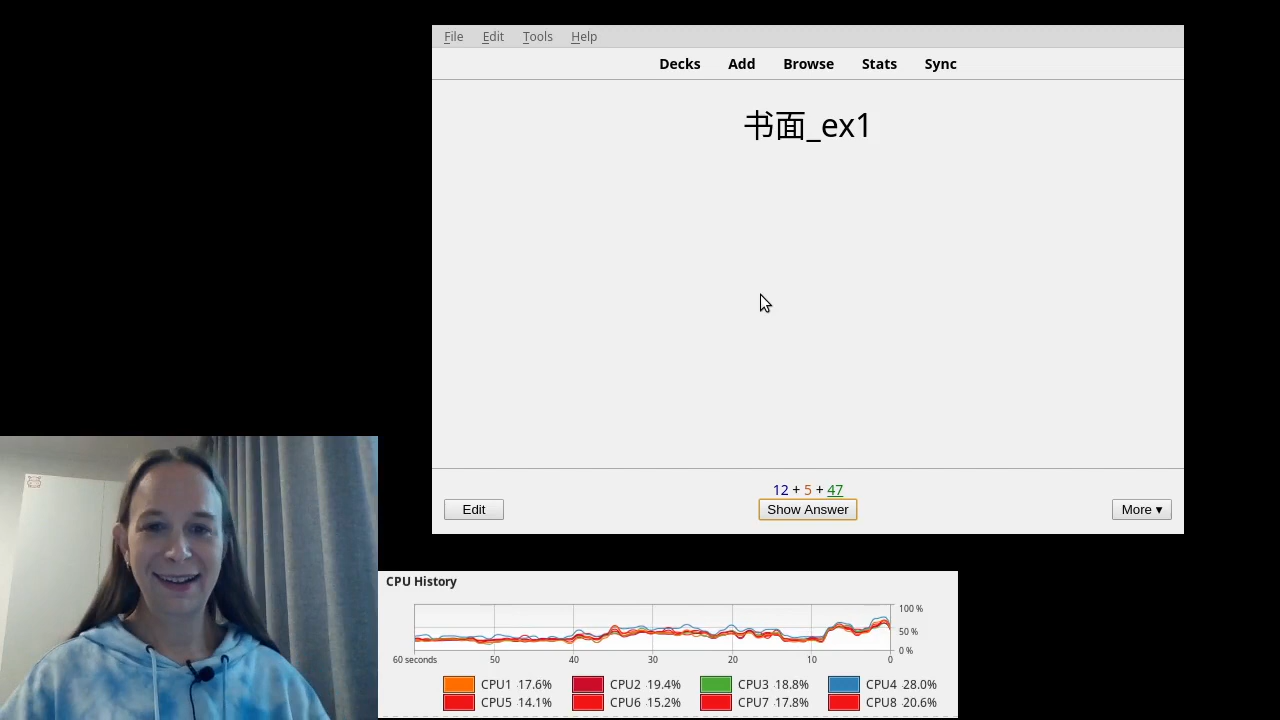 File Edit Tools Help
Decks Add Browse Stats Sync
书面_ex1
12 + 5 + 47
Edit Show Answer More ▾
CPU History
100 %
50 %
0 %
60 seconds 50 40 30 20 10 0
CPU1 17.6% CPU2 19.4% CPU3 18.8% CPU4 28.0%
CPU5 14.1% CPU6 15.2% CPU7 17.8% CPU8 20.6%